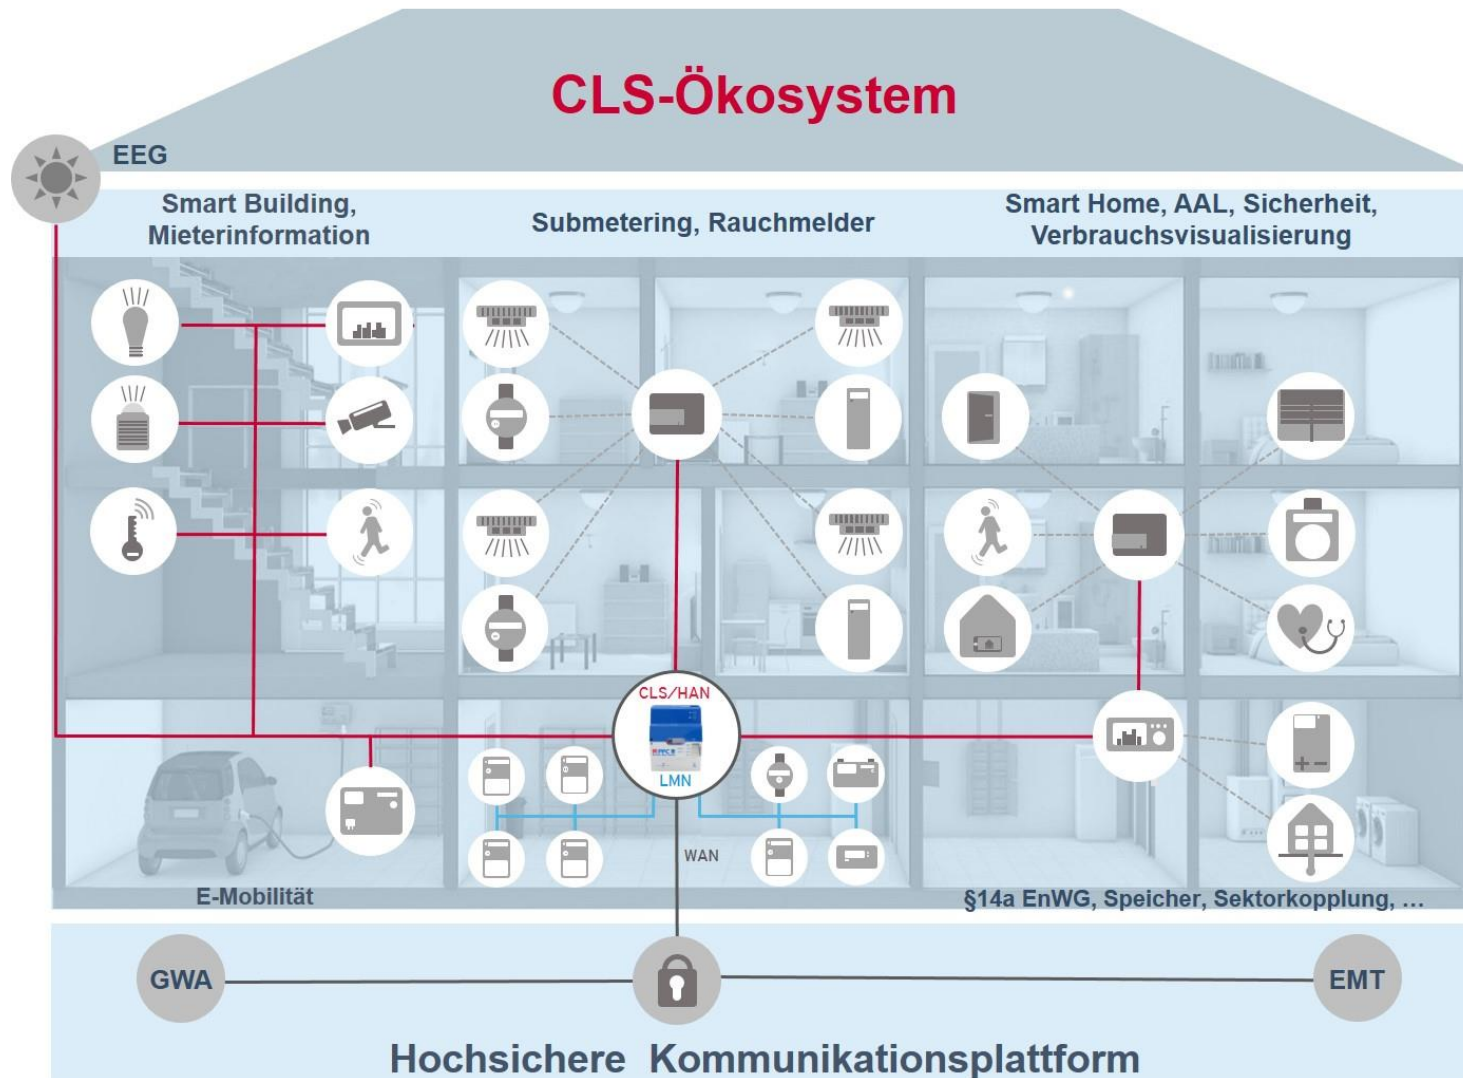 CLS-Ökosystem
EEG
Smart Building,
Mieterinformation
Submetering, Rauchmelder
Smart Home, AAL, Sicherheit,
Verbrauchsvisualisierung
CLS/HAN
PPC
LMN
WAN
E-Mobilität
§14a EnWG, Speicher, Sektorkopplung, ...
GWA
EMT
Hochsichere Kommunikationsplattform